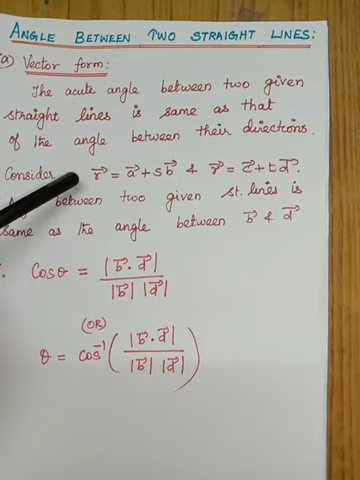 ANGLE BETWEEN TWO STRAIGHT LINES:
(a) Vector form:
The acute angle between two given
straight lines is same as that
of the angle between their directions.
Consider r⃗ = a⃗ + s b⃗ & r⃗ = c⃗ + t d⃗.
between two given st. lines is
same as the angle between b⃗ & d⃗
Cosθ = |b⃗ · d⃗| / |b⃗| |d⃗|
(OR)
θ = cos⁻¹ ( |b⃗ · d⃗| / |b⃗| |d⃗| )